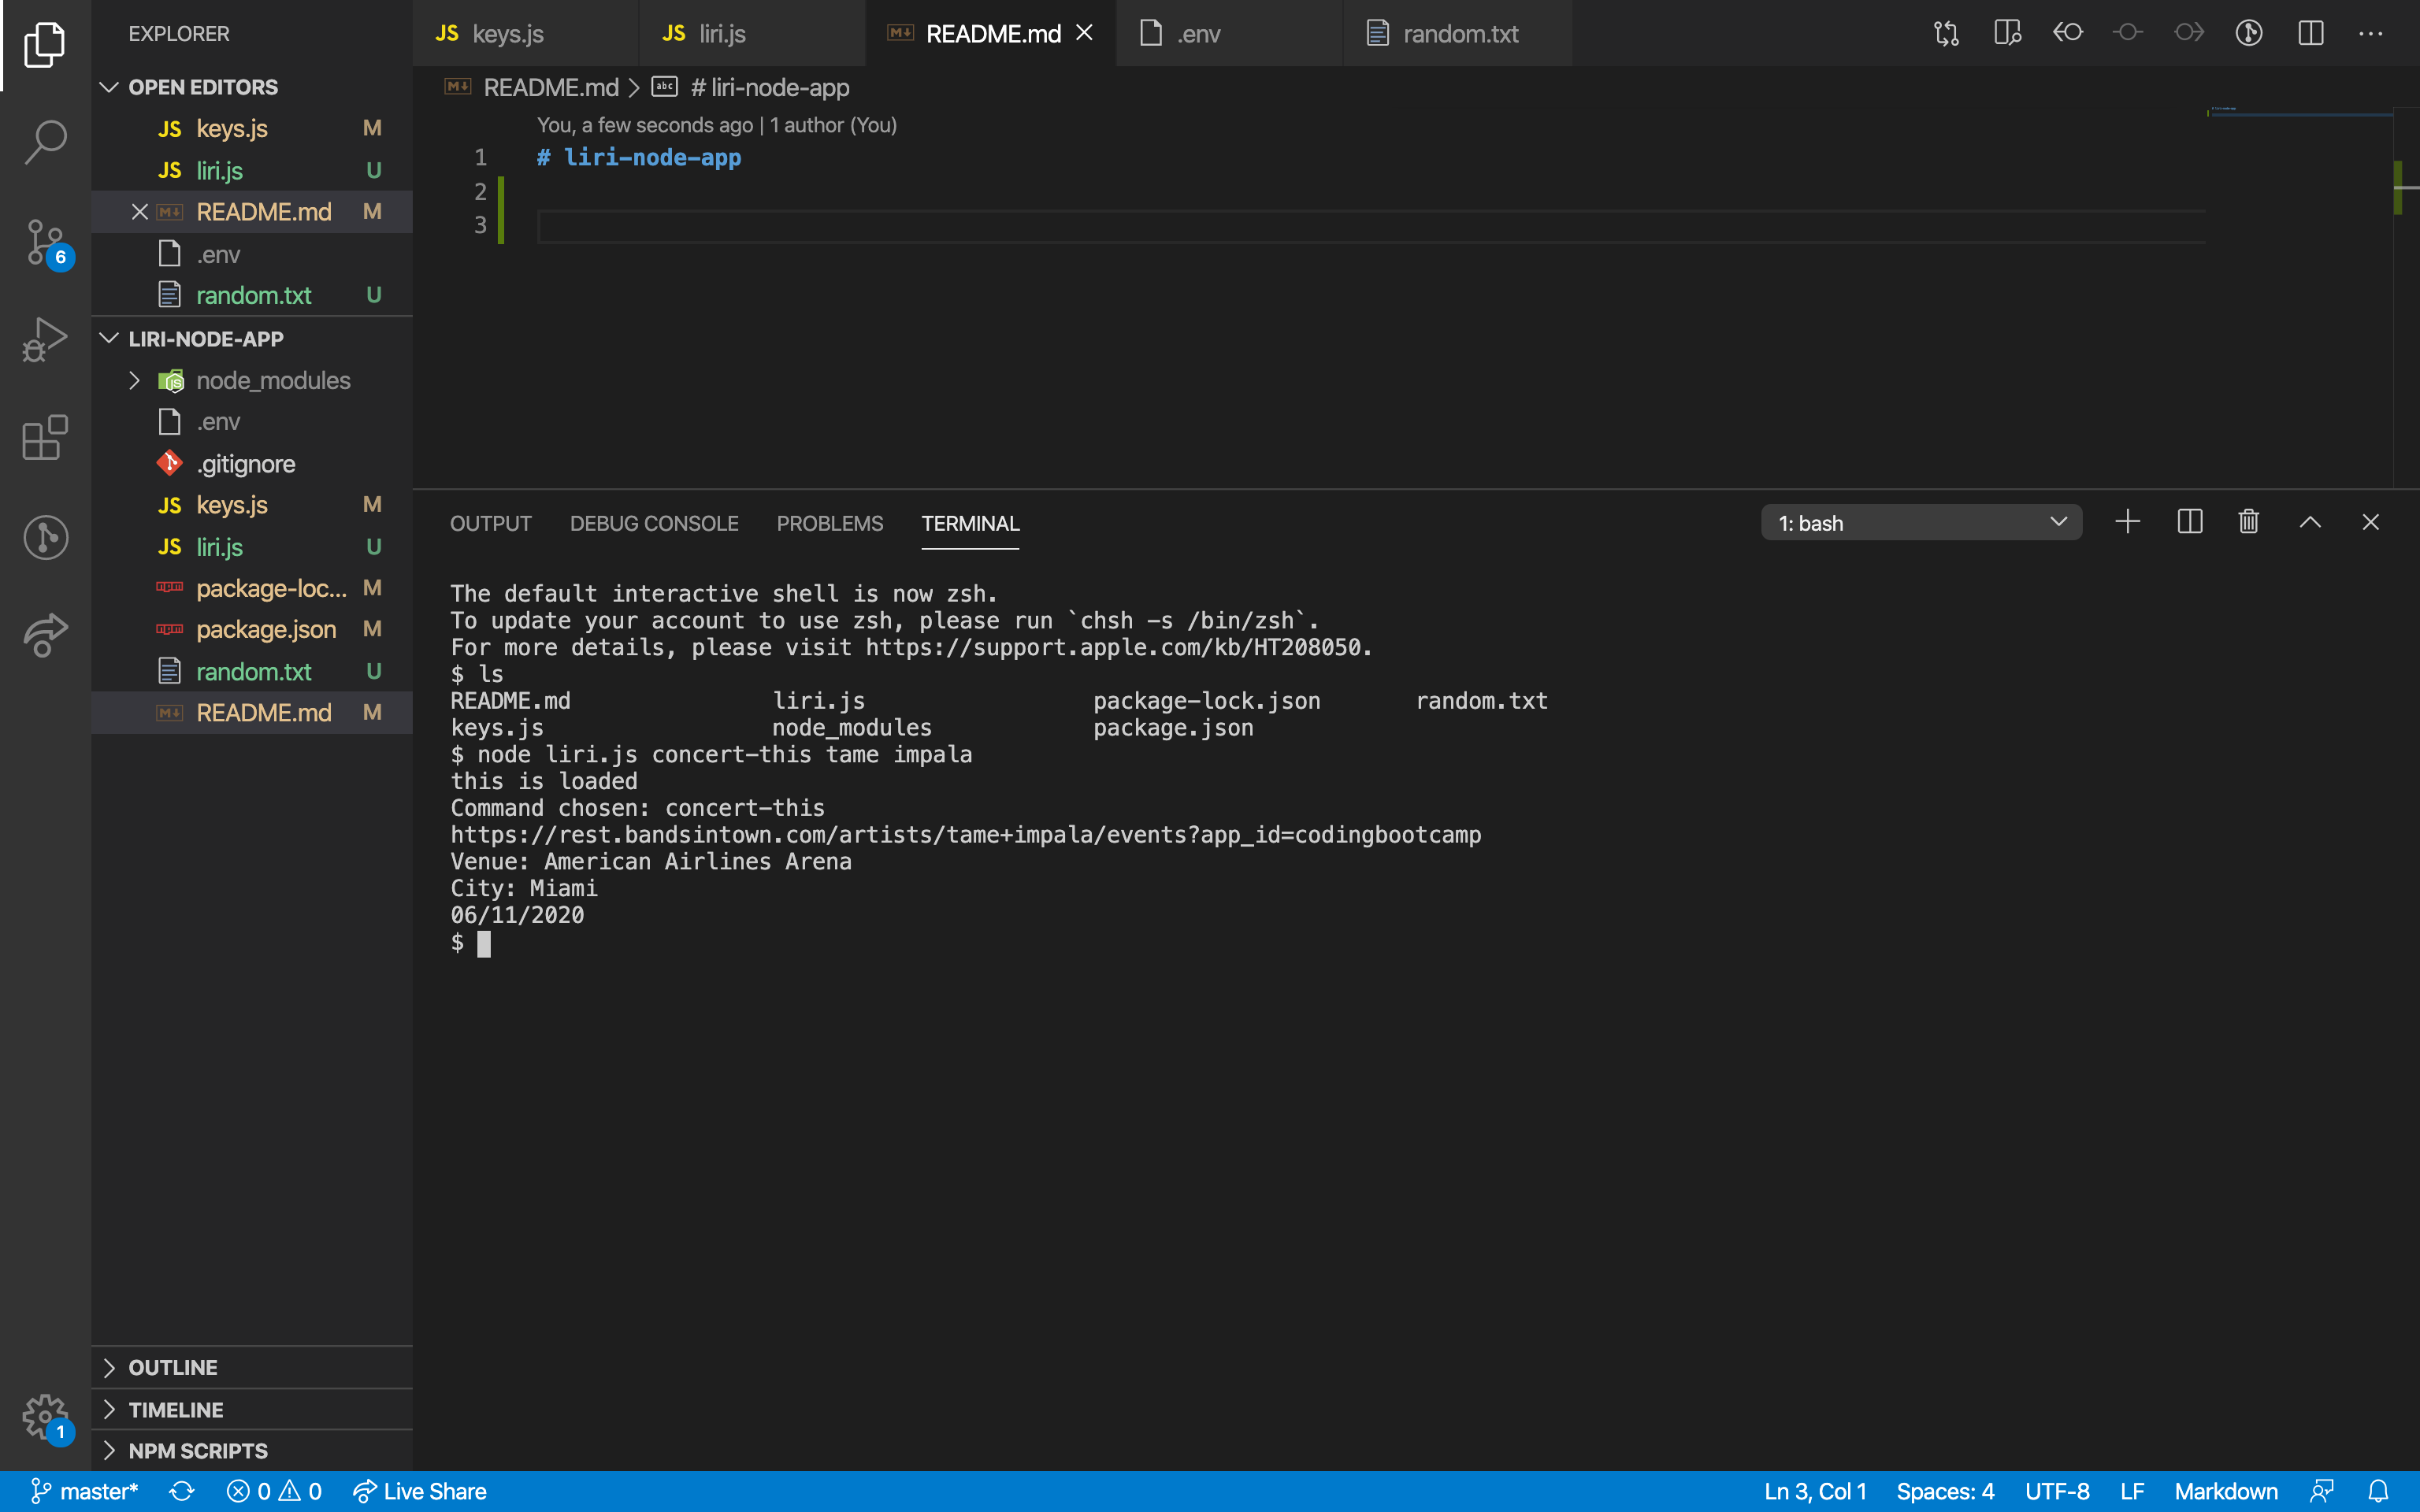 EXPLORER
OPEN EDITORS
JS keys.js M
JS liri.js U
README.md M
.env
random.txt U
LIRI-NODE-APP
node_modules
.env
.gitignore
JS keys.js M
JS liri.js U
package-loc... M
package.json M
random.txt U
README.md M
OUTLINE
TIMELINE
NPM SCRIPTS
6
1
JS keys.js
JS liri.js
README.md
.env
random.txt
README.md > abc # liri-node-app
You, a few seconds ago | 1 author (You)
1 # liri-node-app
2
3
OUTPUT DEBUG CONSOLE PROBLEMS TERMINAL 1: bash
The default interactive shell is now zsh.
To update your account to use zsh, please run `chsh -s /bin/zsh`.
For more details, please visit https://support.apple.com/kb/HT208050.
$ ls
README.md liri.js package-lock.json random.txt
keys.js node_modules package.json
$ node liri.js concert-this tame impala
this is loaded
Command chosen: concert-this
https://rest.bandsintown.com/artists/tame+impala/events?app_id=codingbootcamp
Venue: American Airlines Arena
City: Miami
06/11/2020
$
master* 0 0 Live Share Ln 3, Col 1 Spaces: 4 UTF-8 LF Markdown